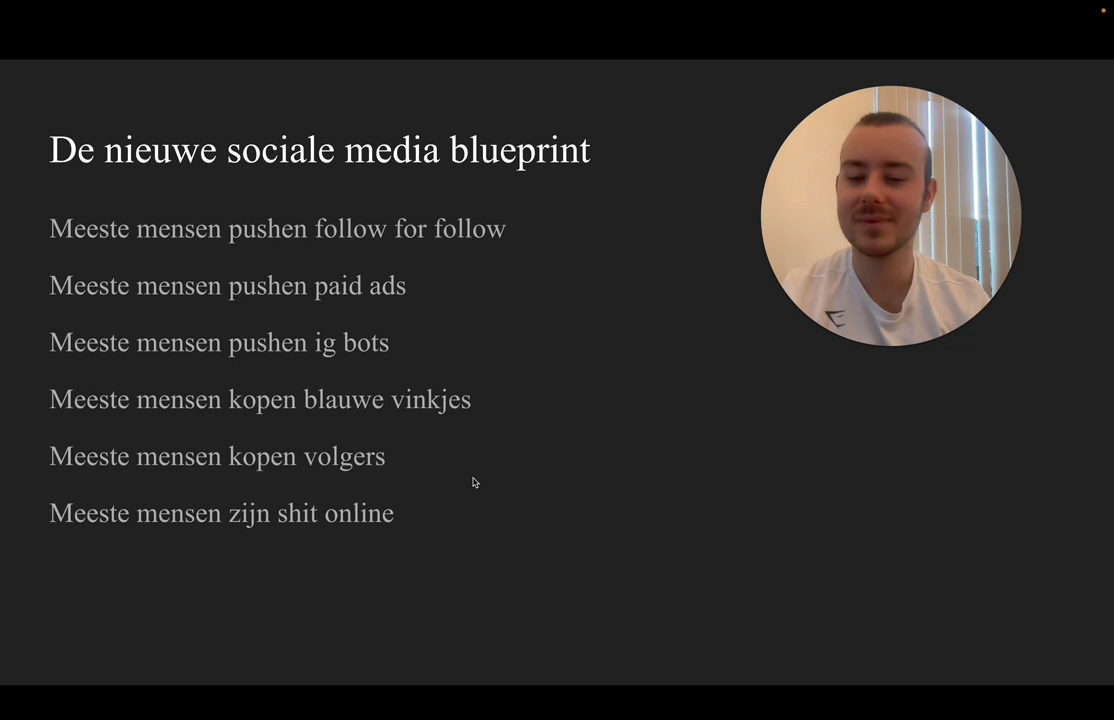 De nieuwe sociale media blueprint
Meeste mensen pushen follow for follow
Meeste mensen pushen paid ads
Meeste mensen pushen ig bots
Meeste mensen kopen blauwe vinkjes
Meeste mensen kopen volgers
Meeste mensen zijn shit online